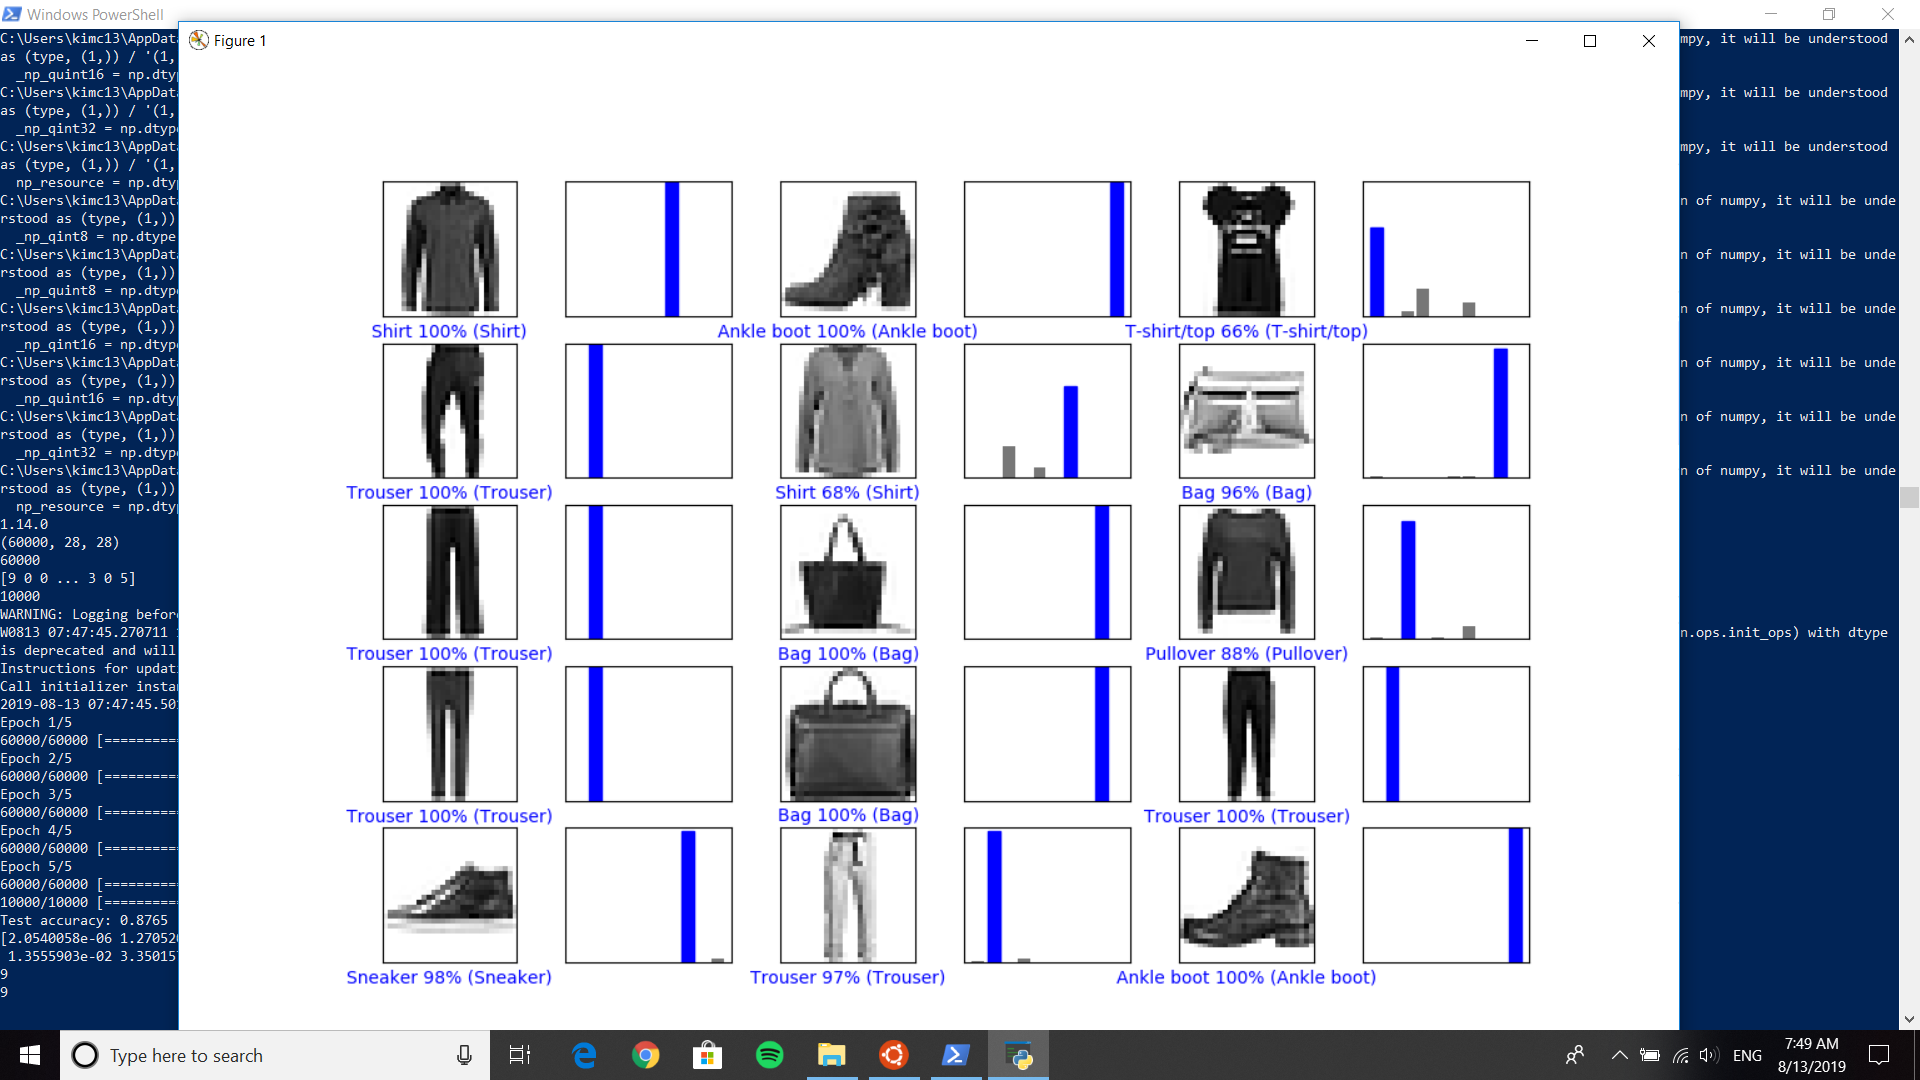 Windows PowerShell
Figure 1
C:\Users\kimc13\AppDat
mpy, it will be understood
as (type, (1,)) / '(1,
_np_quint16 = np.dty
C:\Users\kimc13\AppDat
mpy, it will be understood
as (type, (1,)) / '(1,
_np_qint32 = np.dtype
C:\Users\kimc13\AppDat
mpy, it will be understood
as (type, (1,)) / '(1,
np_resource = np.dty
C:\Users\kimc13\AppDat
n of numpy, it will be unde
rstood as (type, (1,))
_np_qint8 = np.dtype
C:\Users\kimc13\AppDat
n of numpy, it will be unde
rstood as (type, (1,))
_np_quint8 = np.dtyp
C:\Users\kimc13\AppDat
n of numpy, it will be unde
rstood as (type, (1,))
_np_qint16 = np.dtyp
C:\Users\kimc13\AppDat
n of numpy, it will be unde
rstood as (type, (1,))
_np_quint16 = np.dty
C:\Users\kimc13\AppDat
n of numpy, it will be unde
rstood as (type, (1,))
_np_qint32 = np.dtyp
C:\Users\kimc13\AppDat
n of numpy, it will be unde
rstood as (type, (1,))
np_resource = np.dty
1.14.0
(60000, 28, 28)
60000
[9 0 0 ... 3 0 5]
10000
WARNING: Logging before
W0813 07:47:45.270711
n.ops.init_ops) with dtype
is deprecated and will
Instructions for updati
Call initializer insta
2019-08-13 07:47:45.50
Epoch 1/5
60000/60000 [==========
Epoch 2/5
60000/60000 [==========
Epoch 3/5
60000/60000 [==========
Epoch 4/5
60000/60000 [==========
Epoch 5/5
60000/60000 [==========
10000/10000 [==========
Test accuracy: 0.8765
[2.0540058e-06 1.27052
1.3555903e-02 3.35015
9
9
Shirt 100% (Shirt)
Ankle boot 100% (Ankle boot)
T-shirt/top 66% (T-shirt/top)
Trouser 100% (Trouser)
Shirt 68% (Shirt)
Bag 96% (Bag)
Trouser 100% (Trouser)
Bag 100% (Bag)
Pullover 88% (Pullover)
Trouser 100% (Trouser)
Bag 100% (Bag)
Trouser 100% (Trouser)
Sneaker 98% (Sneaker)
Trouser 97% (Trouser)
Ankle boot 100% (Ankle boot)
Type here to search
ENG
7:49 AM
8/13/2019